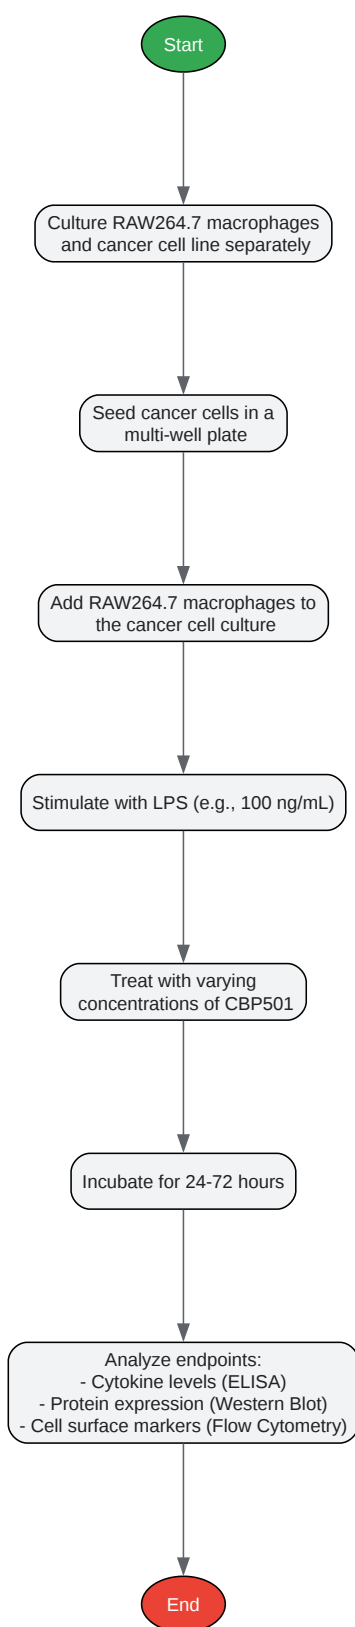 Start
Culture RAW264.7 macrophages
and cancer cell line separately
Seed cancer cells in a
multi-well plate
Add RAW264.7 macrophages to
the cancer cell culture
Stimulate with LPS (e.g., 100 ng/mL)
Treat with varying
concentrations of CBP501
Incubate for 24-72 hours
Analyze endpoints:
- Cytokine levels (ELISA)
- Protein expression (Western Blot)
- Cell surface markers (Flow Cytometry)
End